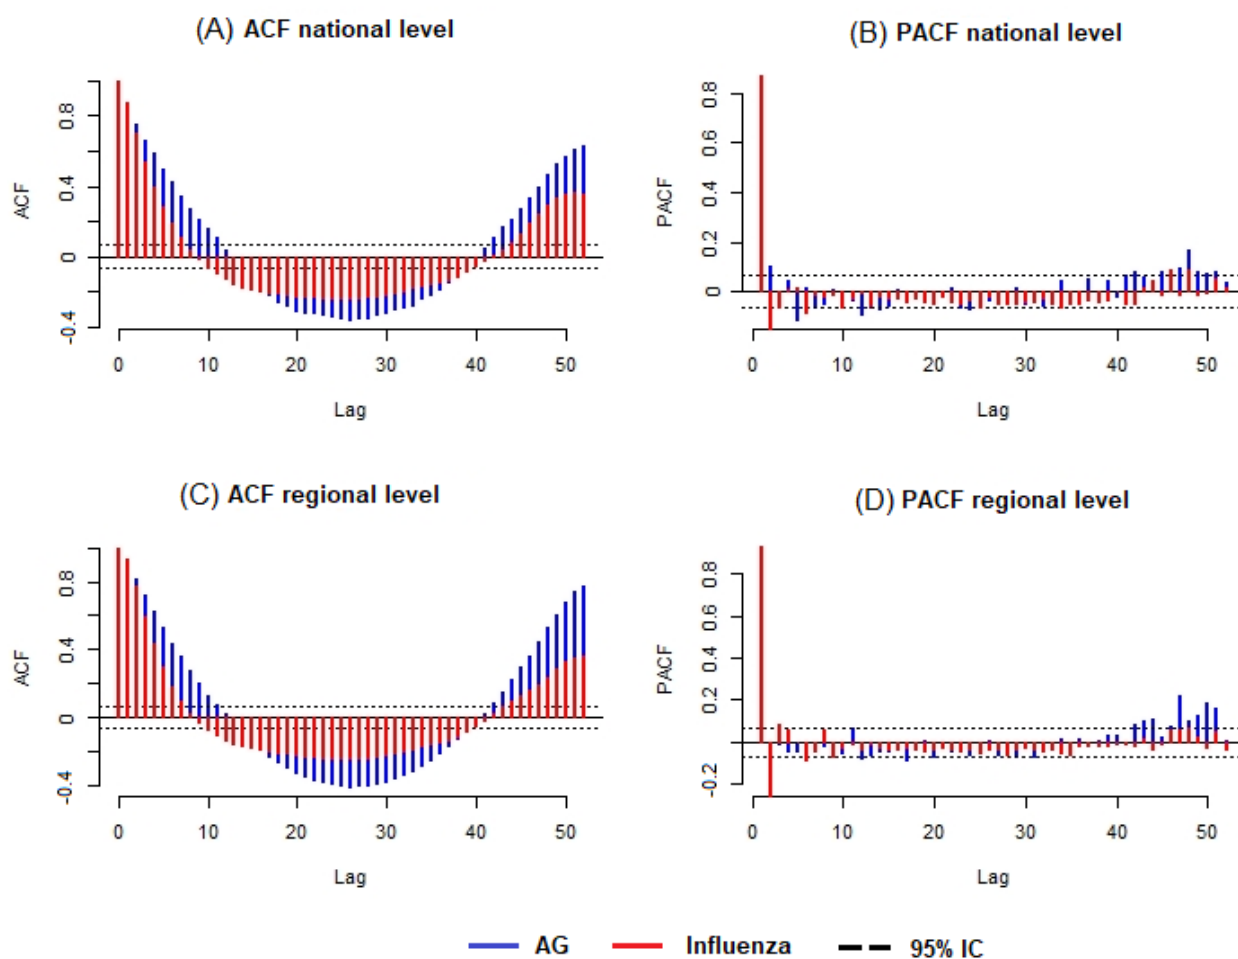 (A) ACF national level
ACF
0.8
0.4
0
-0.4
0 10 20 30 40 50
Lag
(B) PACF national level
PACF
0.8
0.6
0.4
0.2
0
0 10 20 30 40 50
Lag
(C) ACF regional level
ACF
0.8
0.4
0
-0.4
0 10 20 30 40 50
Lag
(D) PACF regional level
PACF
0.8
0.6
0.4
0.2
-0.2
0 10 20 30 40 50
Lag
AG Influenza 95% IC